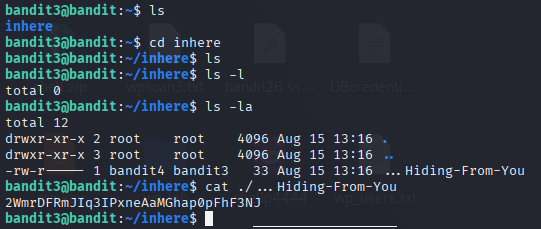 bandit3@bandit:~$ ls
inhere
bandit3@bandit:~$ cd inhere
bandit3@bandit:~/inhere$ ls
bandit3@bandit:~/inhere$ ls -l
total 0
bandit3@bandit:~/inhere$ ls -la
total 12
drwxr-xr-x 2 root    root    4096 Aug 15 13:16 .
drwxr-xr-x 3 root    root    4096 Aug 15 13:16 ..
-rw-r----- 1 bandit4 bandit3   33 Aug 15 13:16 ...Hiding-From-You
bandit3@bandit:~/inhere$ cat ./...Hiding-From-You
2WmrDFRmJIq3IPxneAaMGhap0pFhF3NJ
bandit3@bandit:~/inhere$